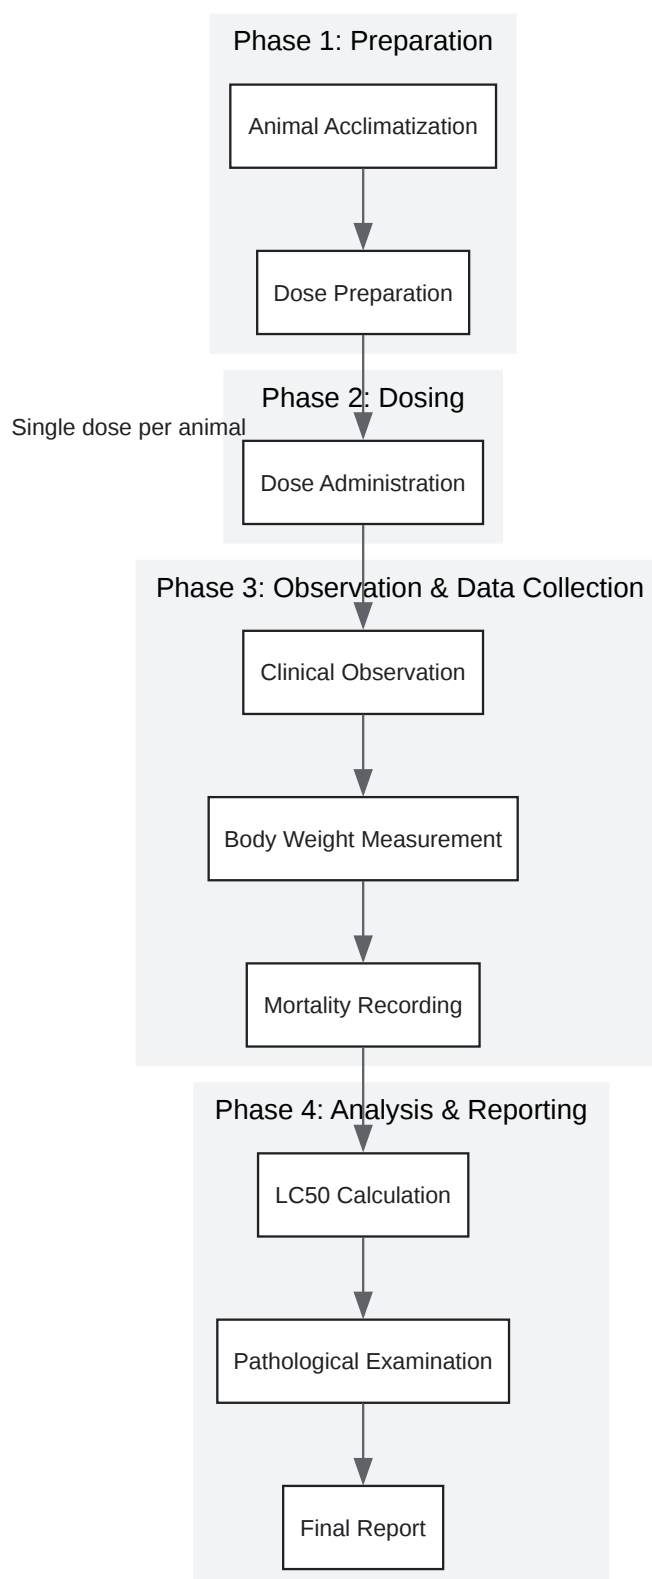 Phase 1: Preparation
Animal Acclimatization
Dose Preparation
Phase 2: Dosing
Single dose per animal
Dose Administration
Phase 3: Observation & Data Collection
Clinical Observation
Body Weight Measurement
Mortality Recording
Phase 4: Analysis & Reporting
LC50 Calculation
Pathological Examination
Final Report